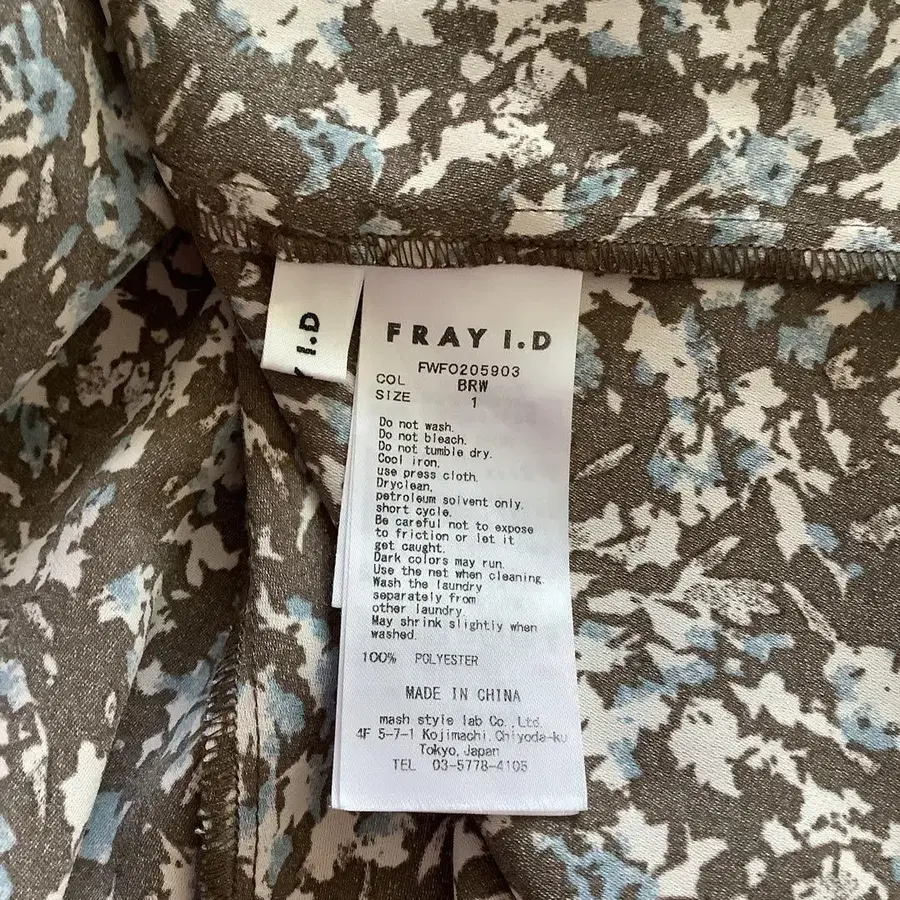 FRAY I.D
FWFO205903
COL BRW
SIZE 1
Do not wash.
Do not bleach.
Do not tumble dry.
Cool iron,
use press cloth.
Dryclean,
petroleum solvent only.
short cycle.
Be careful not to expose
to friction or let it
get caught.
Dark colors may run.
Use the net when cleaning.
Wash the laundry
separately from
other laundry.
May shrink slightly when
washed.
100% POLYESTER
MADE IN CHINA
mash style lab Co.,Ltd.
4F 5-7-1 Kojimachi,Chiyoda-ku
Tokyo,Japan
TEL 03-5778-4105
Y I.D